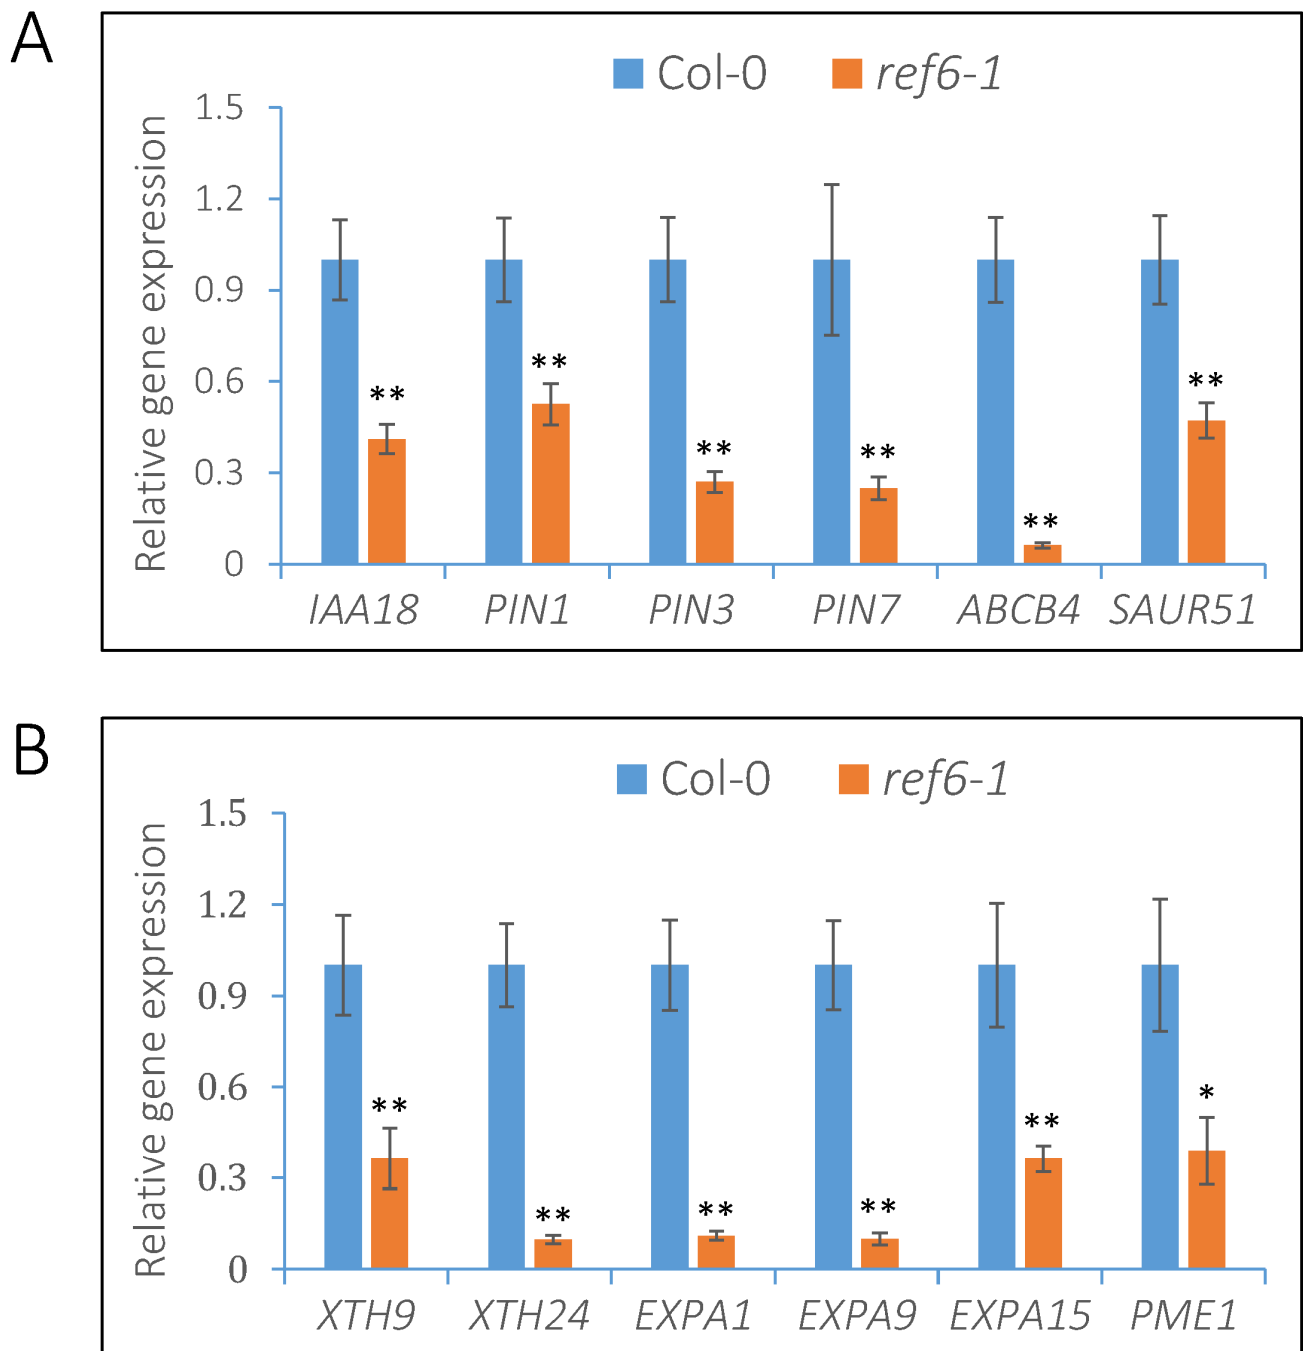 A
Col-0 ref6-1
Relative gene expression
1.5
1.2
0.9
0.6
0.3
0
** ** ** ** ** **
IAA18 PIN1 PIN3 PIN7 ABCB4 SAUR51
B
Col-0 ref6-1
Relative gene expression
1.5
1.2
0.9
0.6
0.3
0
** ** ** ** ** *
XTH9 XTH24 EXPA1 EXPA9 EXPA15 PME1